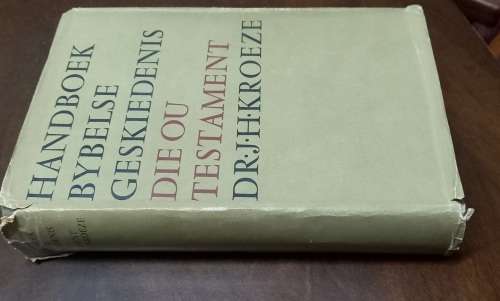 HANDBOEK
BYBELSE
GESKIEDENIS
DIE OU
TESTAMENT
DR·J·H·KROEZE